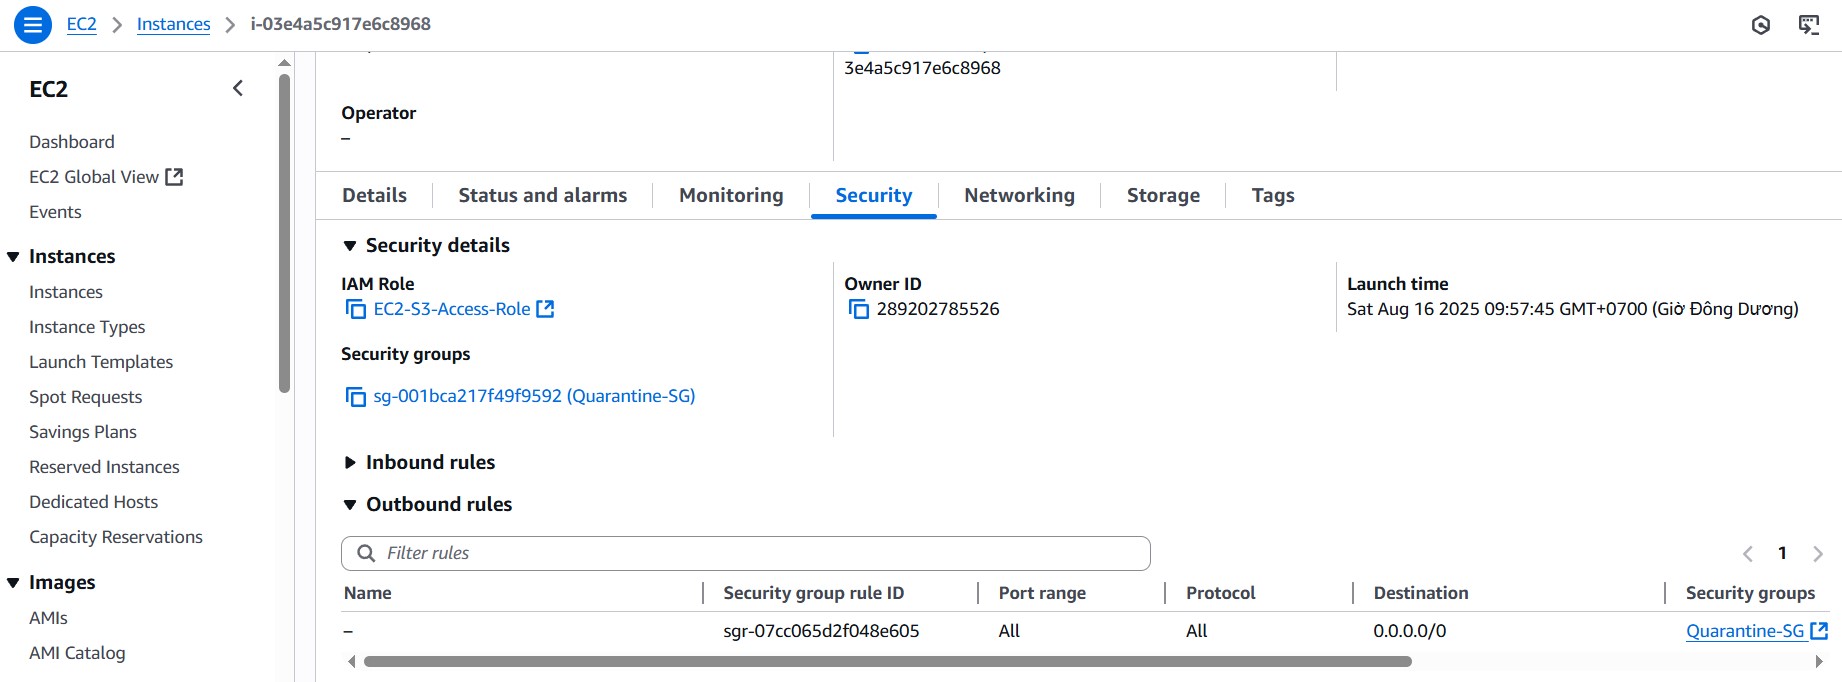 EC2 > Instances > i-03e4a5c917e6c8968
EC2
Dashboard
EC2 Global View
Events
Instances
Instances
Instance Types
Launch Templates
Spot Requests
Savings Plans
Reserved Instances
Dedicated Hosts
Capacity Reservations
Images
AMIs
AMI Catalog
3e4a5c917e6c8968
Operator
–
Details Status and alarms Monitoring Security Networking Storage Tags
Security details
IAM Role
EC2-S3-Access-Role
Owner ID
289202785526
Launch time
Sat Aug 16 2025 09:57:45 GMT+0700 (Giờ Đông Dương)
Security groups
sg-001bca217f49f9592 (Quarantine-SG)
Inbound rules
Outbound rules
Filter rules
1
Name Security group rule ID Port range Protocol Destination Security groups
– sgr-07cc065d2f048e605 All All 0.0.0.0/0 Quarantine-SG